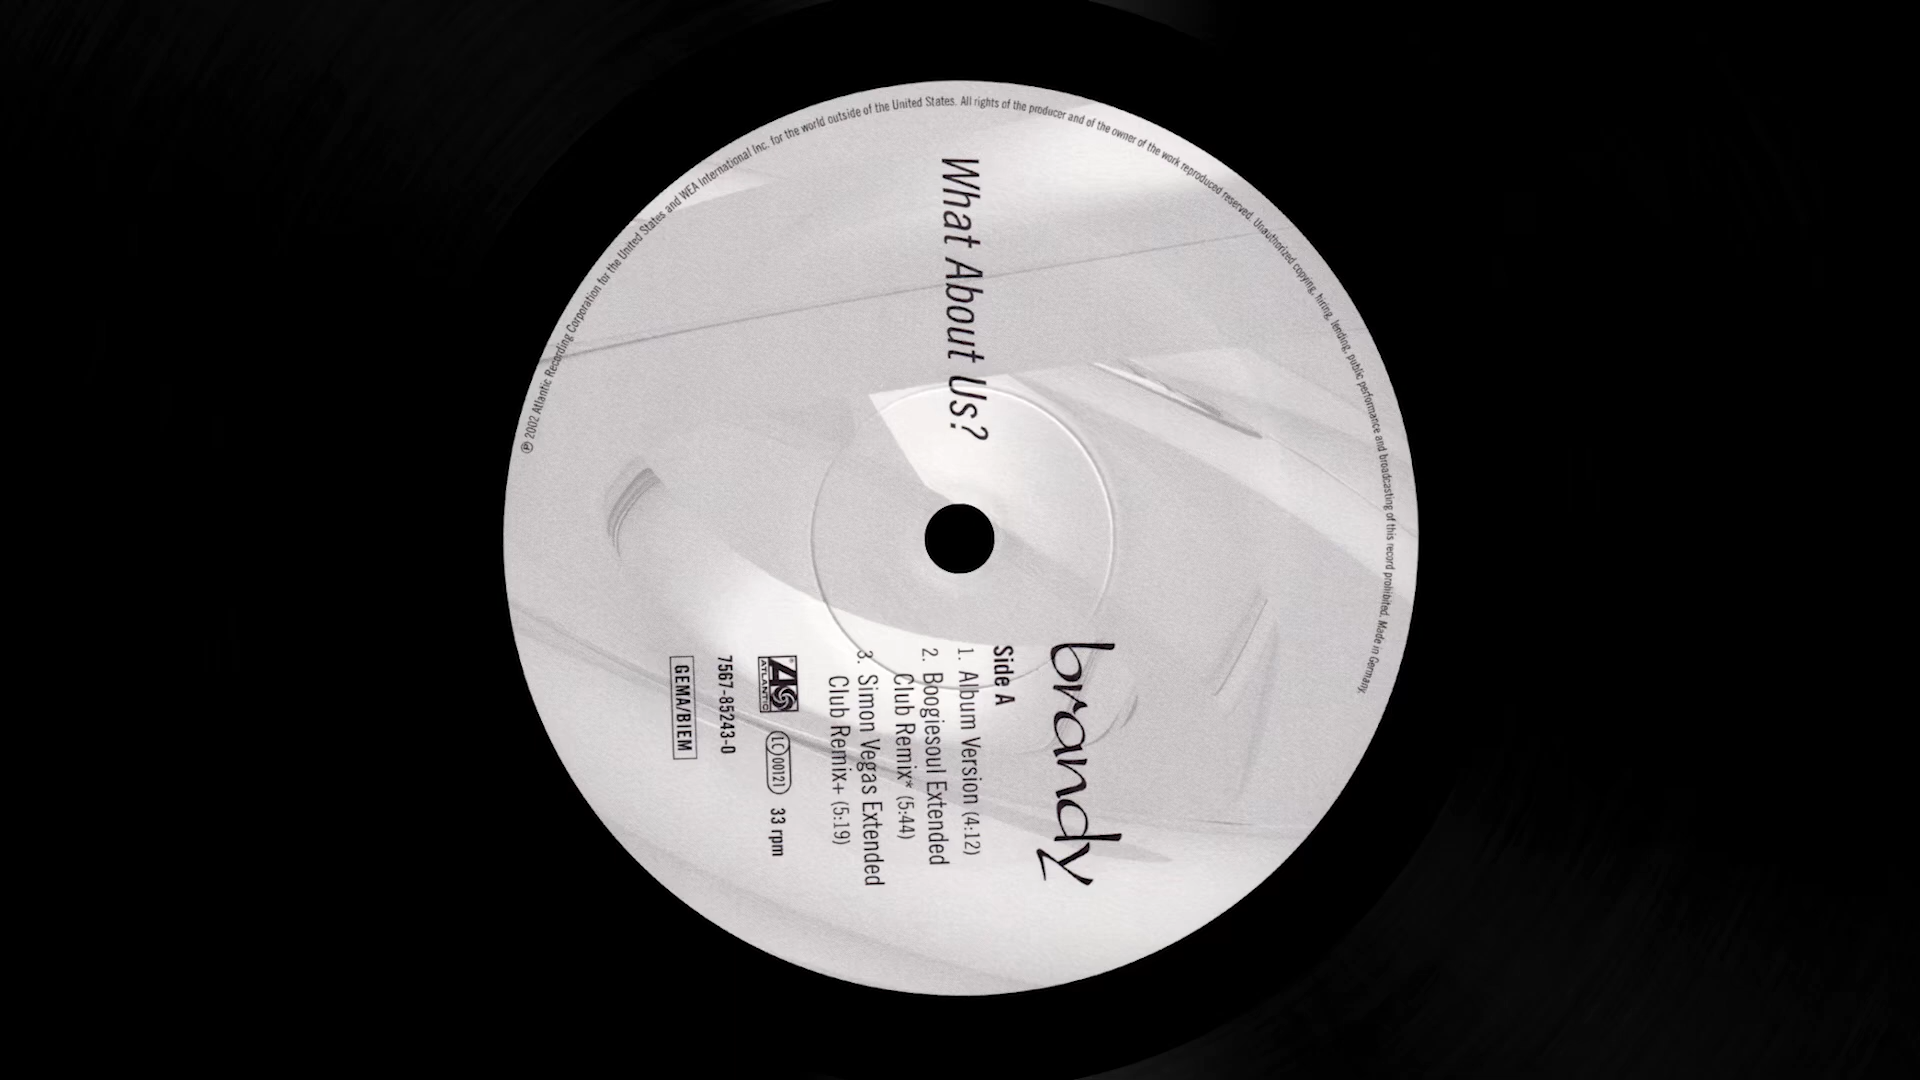 What About Us?
brandy
Side A
1. Album Version (4:12)
2. Boogiesoul Extended
Club Remix* (5:44)
3. Simon Vegas Extended
Club Remix+ (5:19)
ATLANTIC
®
LC 00121
33 rpm
7567-85243-0
GEMA/BIEM
℗ 2002 Atlantic Recording Corporation for the United States and WEA International Inc. for the world outside of the United States. All rights of the producer and of the owner of the work reproduced reserved. Unauthorized copying, hiring, lending, public performance and broadcasting of this record prohibited. Made in Germany.